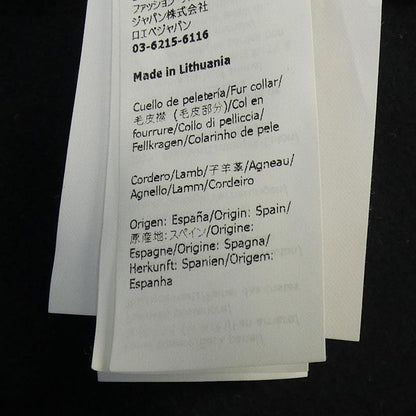 ファッション
ジャパン株式会社
ロエベジャパン
03-6215-6116
Made in Lithuania
Cuello de peletería/Fur collar/
毛皮襟 (毛皮部分)/Col en
fourrure/Collo di pelliccia/
Fellkragen/Colarinho de pele
Cordero/Lamb/子羊革/Agneau/
Agnello/Lamm/Cordeiro
Origen: España/Origin: Spain/
原産地: スペイン/Origine:
Espagne/Origine: Spagna/
Herkunft: Spanien/Origem:
Espanha